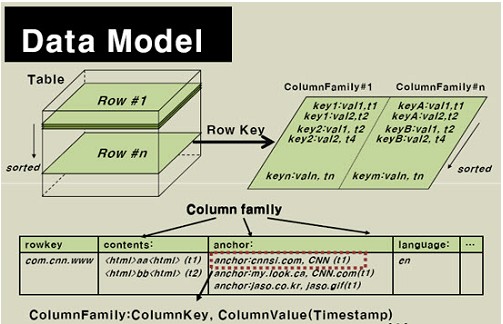 Data Model
Table
Row #1
Row #n
sorted
Row Key
ColumnFamily#1
ColumnFamily#n
key1:val1,t1
key1:val2,t2
key2:val1, t2
key2:val2, t4
keyn:valn, tn
keyA:val1,t1
keyA:val2,t2
keyB:val1, t2
keyB:val2, t4
keym:valn, tn
sorted
Column family
rowkey contents: anchor: language: ...
com.cnn.www <html>aa<html> (t1) anchor:cnnsi.com, CNN (t1) en
<html>bb<html> (t2) anchor:my.look.ca, CNN.com(t1)
anchor:jaso.co.kr, jaso.gif(t1)
ColumnFamily:ColumnKey, ColumnValue(Timestamp)